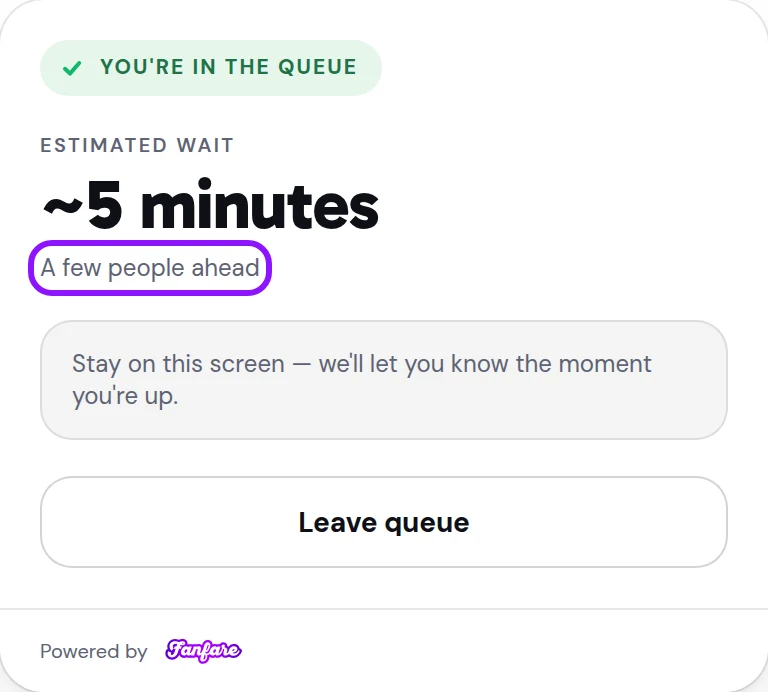 YOU'RE IN THE QUEUE
ESTIMATED WAIT
~5 minutes
A few people ahead
Stay on this screen — we'll let you know the moment
you're up.
Leave queue
Powered by Fanfare